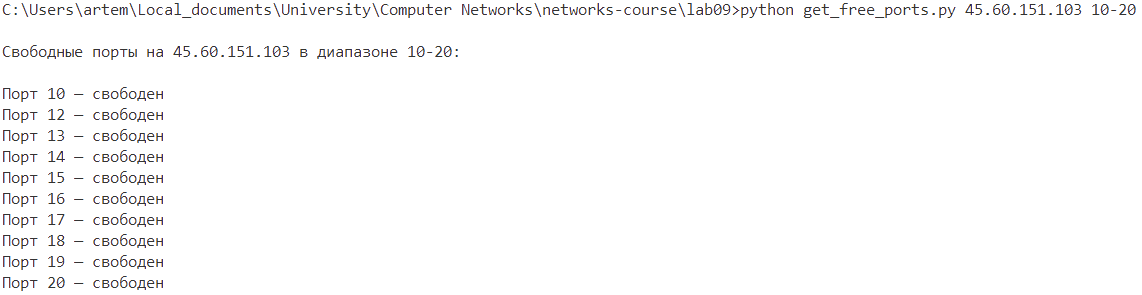 C:\Users\artem\Local_documents\University\Computer Networks\networks-course\lab09>python get_free_ports.py 45.60.151.103 10-20
Свободные порты на 45.60.151.103 в диапазоне 10-20:
Порт 10 — свободен
Порт 12 — свободен
Порт 13 — свободен
Порт 14 — свободен
Порт 15 — свободен
Порт 16 — свободен
Порт 17 — свободен
Порт 18 — свободен
Порт 19 — свободен
Порт 20 — свободен